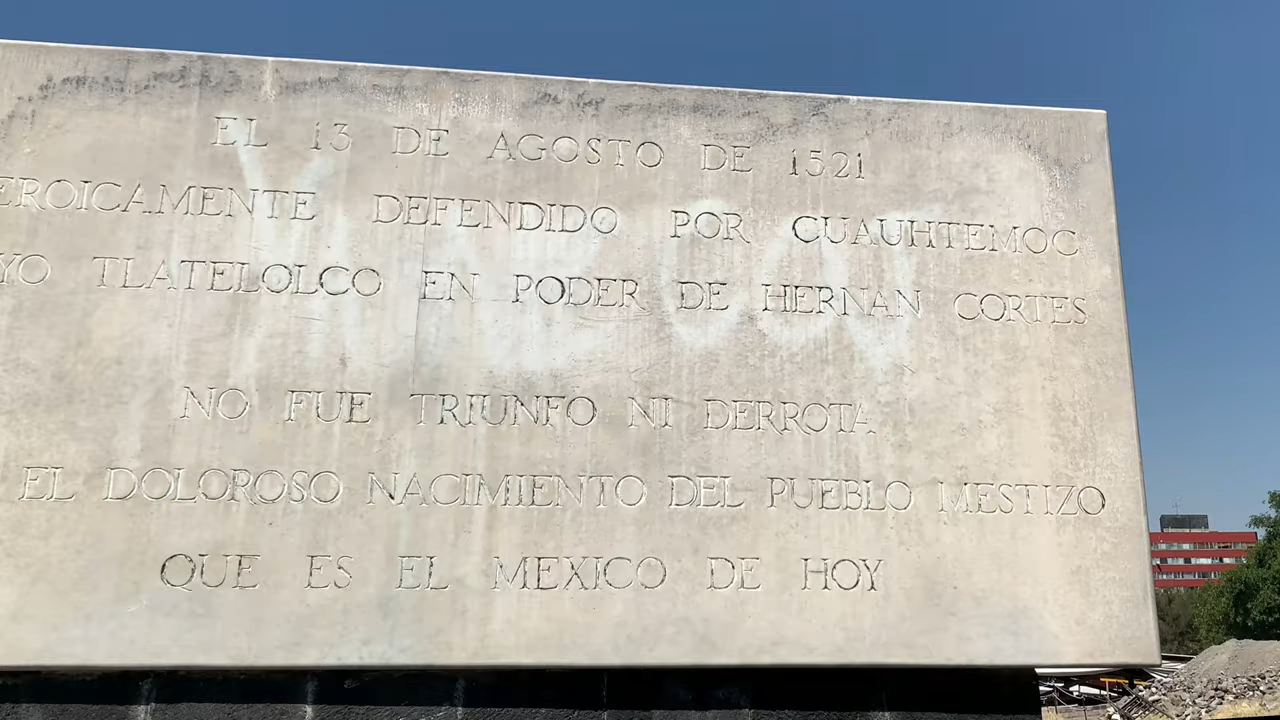 EL 13 DE AGOSTO DE 1521
EROICAMENTE DEFENDIDO POR CUAUHTEMOC
YO TLATELOLCO EN PODER DE HERNAN CORTES
NO FUE TRIUNFO NI DERROTA
EL DOLOROSO NACIMIENTO DEL PUEBLO MESTIZO
QUE ES EL MEXICO DE HOY